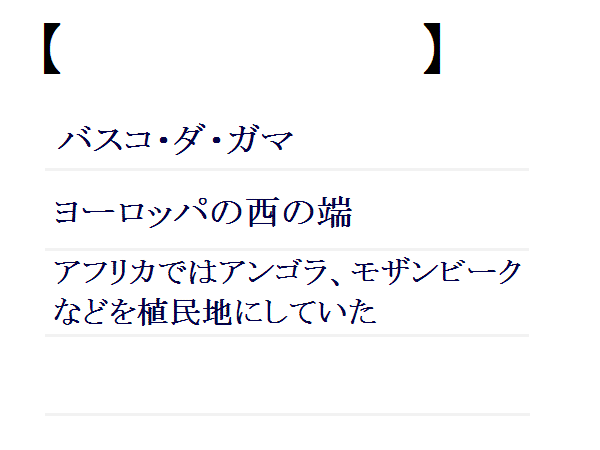 【 】
バスコ・ダ・ガマ
ヨーロッパの西の端
アフリカではアンゴラ、モザンビーク
などを植民地にしていた